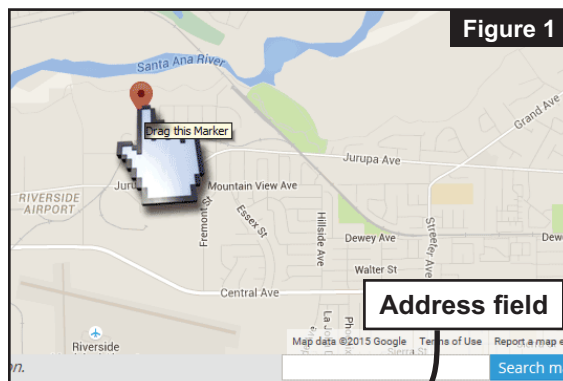 Figure 1
Santa Ana River
Drag this Marker
Grand Ave
Jurupa Ave
Mountain View Ave
RIVERSIDE
AIRPORT
Fremont St
Essex St
Hillside Ave
Streeter Ave
Dewey Ave
Walter St
Central Ave
Address field
Map data ©2015 Google
Terms of Use
Report a map e
Riverside
on.
Search ma